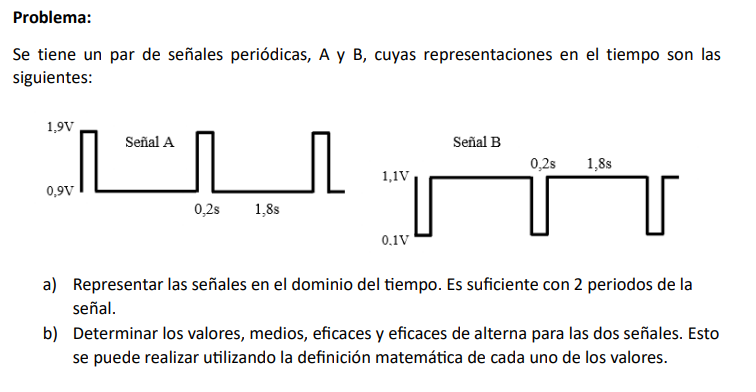 Problema:
Se tiene un par de señales periódicas, A y B, cuyas representaciones en el tiempo son las
siguientes:
1,9V
Señal A
0,9V
0,2s 1,8s
Señal B
0,2s 1,8s
1,1V
0.1V
a) Representar las señales en el dominio del tiempo. Es suficiente con 2 periodos de la
señal.
b) Determinar los valores, medios, eficaces y eficaces de alterna para las dos señales. Esto
se puede realizar utilizando la definición matemática de cada uno de los valores.